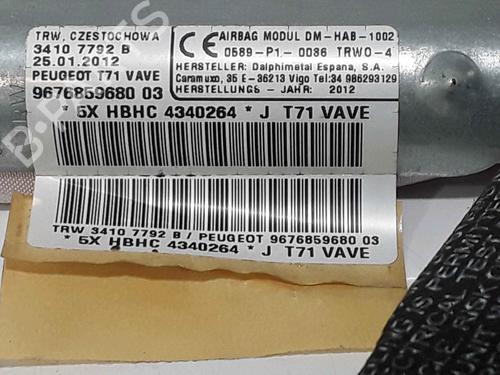 TRW, CZESTOCHOWA
3410 7792 B
25.01.2012
PEUGEOT T71 VAVE
9676859680 03
CE AIRBAG MODUL DM-HAB-1002
0589-P1-0086 TRWO-4
HERSTELLER: Dalphimetal Espana, S.A.
Caramuxo, 35 E-36213 Vigo Tel:34 986293129
HERSTELLUNGS - JAHR: 2012
* 5X HBHC 4340264 * J T71 VAVE
TRW 3410 7792 B / PEUGEOT 9676859680 03
* 5X HBHC 4340264 * J T71 VAVE